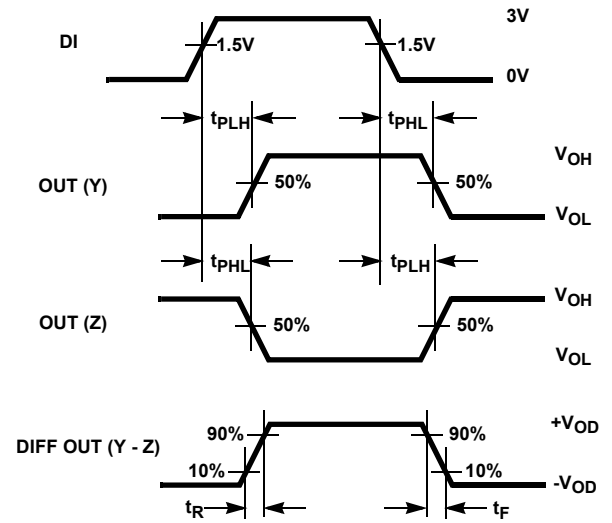 3V
DI
1.5V
1.5V
0V
tPLH
tPHL
VOH
OUT (Y)
50%
50%
VOL
tPHL
tPLH
VOH
OUT (Z)
50%
50%
VOL
+VOD
DIFF OUT (Y - Z)
90%
90%
10%
10%
-VOD
tR
tF